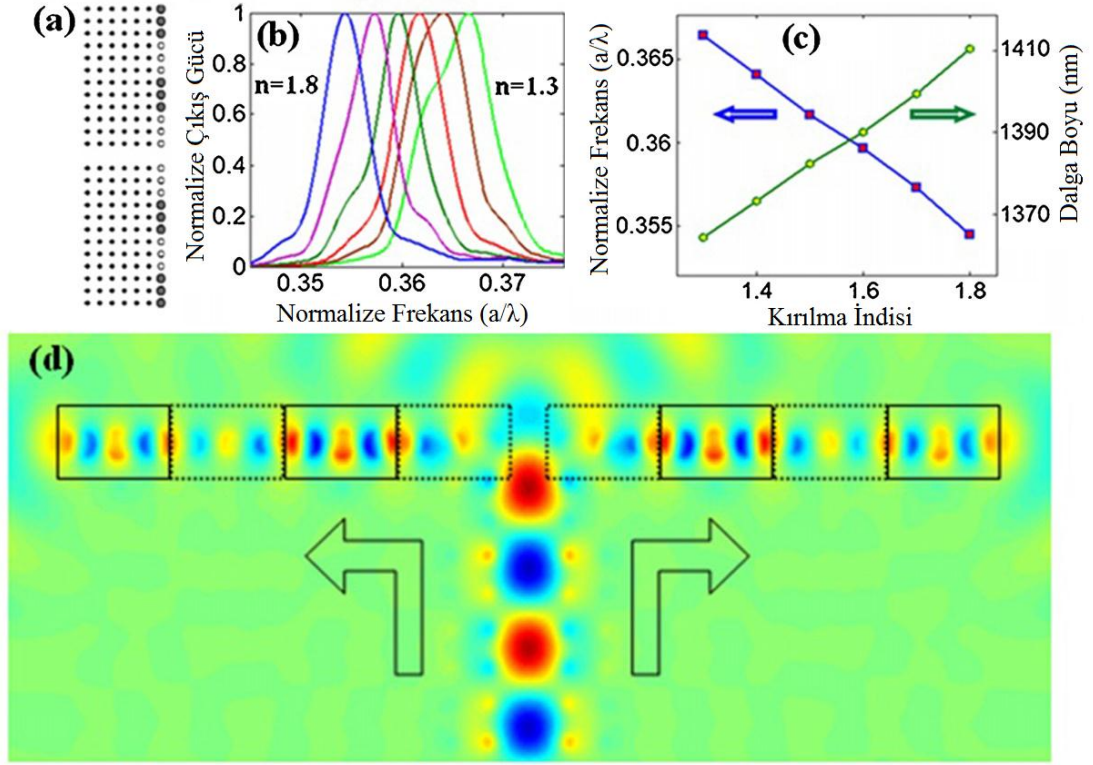 (a)
(b)
n=1.8
n=1.3
Normalize Çıkış Gücü
1
0.8
0.6
0.4
0.2
0
0.35
0.36
0.37
Normalize Frekans (a/λ)
(c)
Normalize Frekans (a/λ)
0.365
0.36
0.355
1410
1390
1370
Dalga Boyu (nm)
1.4
1.6
1.8
Kırılma İndisi
(d)